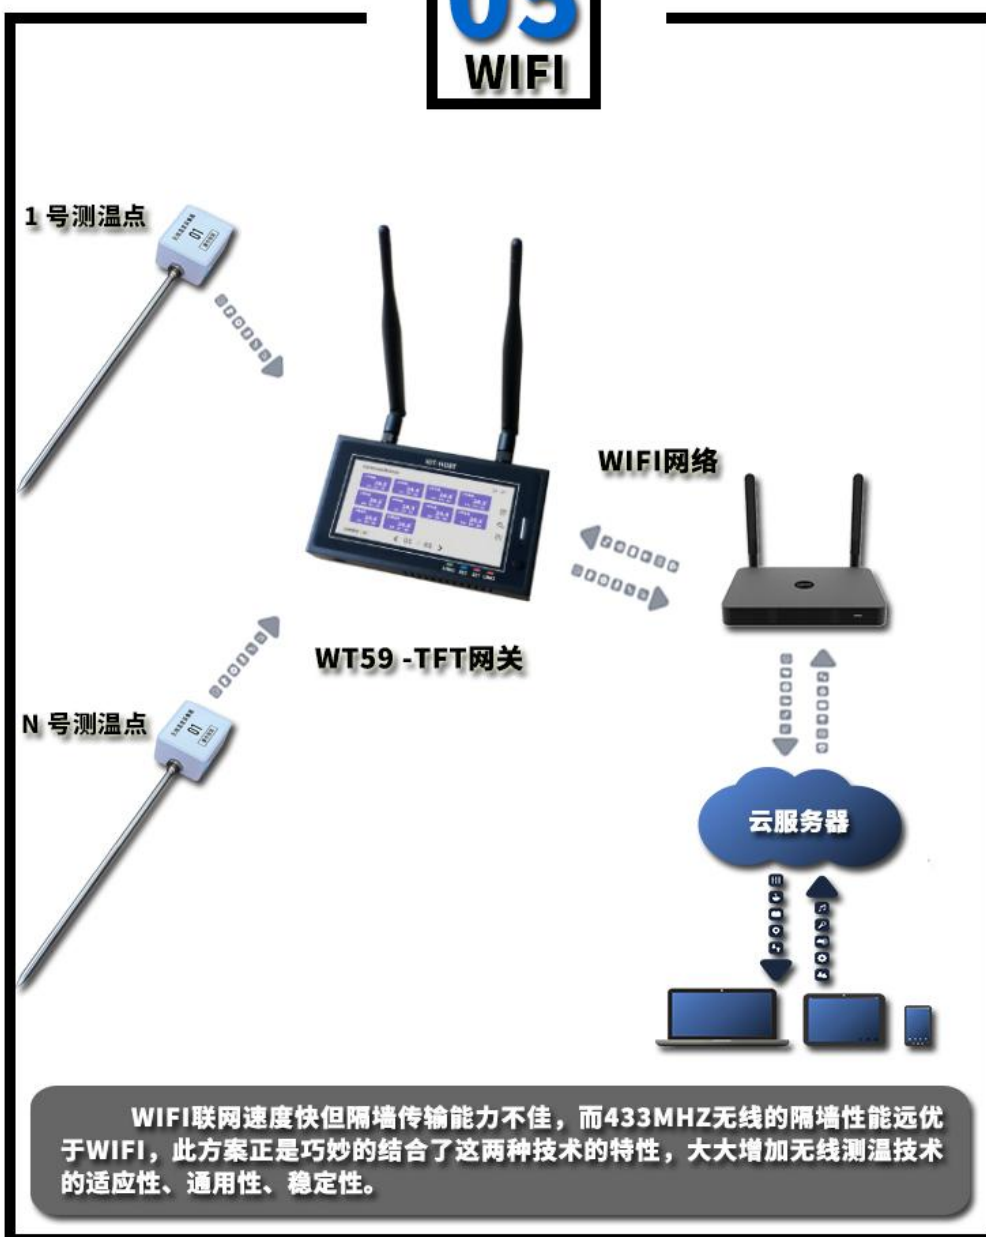 05
WIFI
1 号测温点
01
IOT HOST
WIFI网络
WT59 -TFT网关
N 号测温点
01
云服务器
WIFI联网速度快但隔墙传输能力不佳，而433MHZ无线的隔墙性能远优
于WIFI，此方案正是巧妙的结合了这两种技术的特性，大大增加无线测温技术
的适应性、通用性、稳定性。